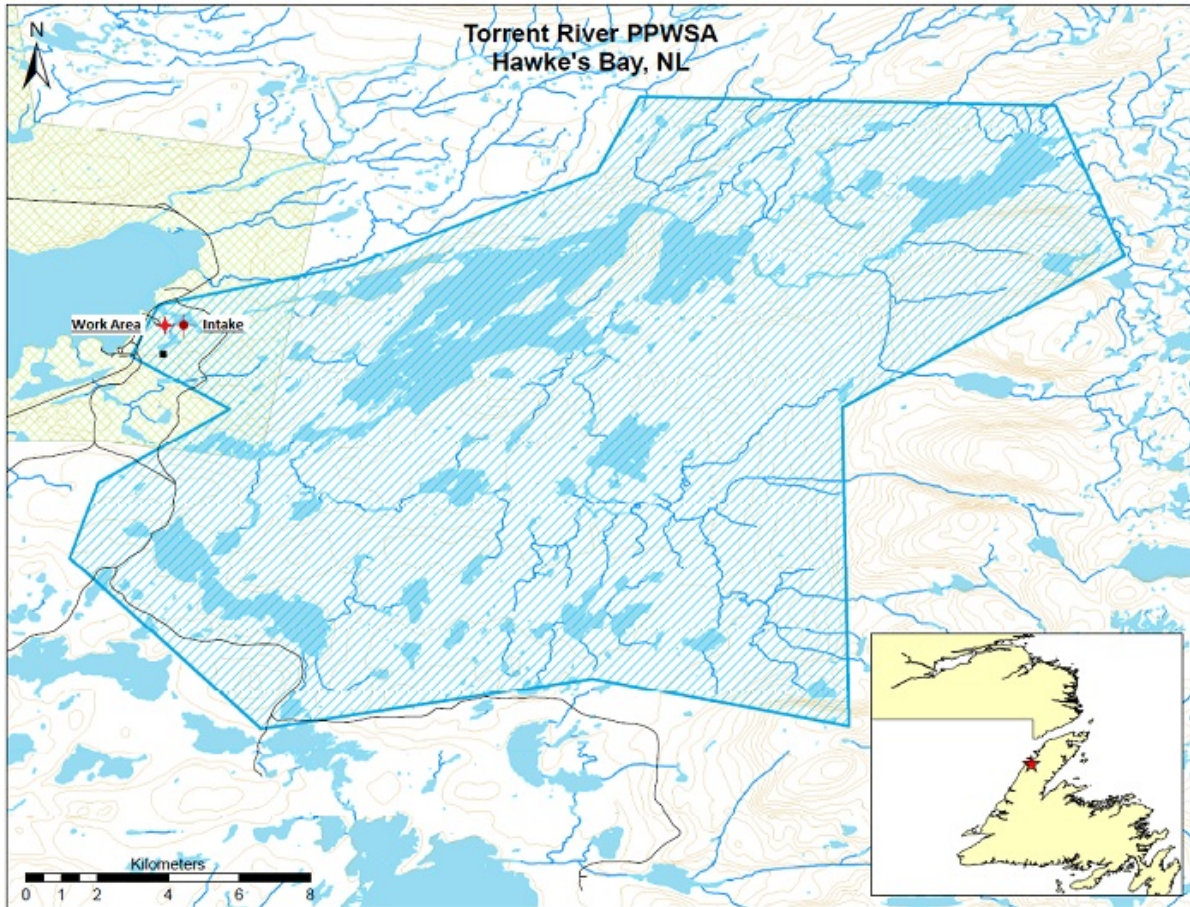 Torrent River PPWSA
Hawke's Bay, NL
N
Work Area
Intake
Kilometers
0 1 2 4 6 8